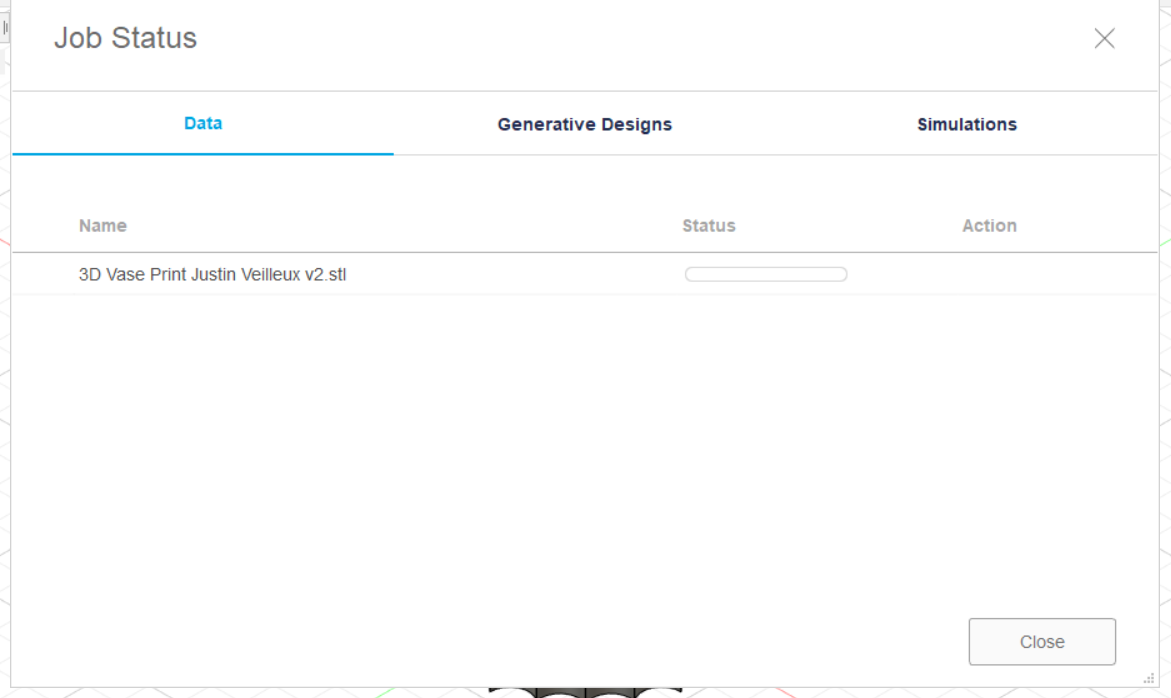 Job Status
Data
Generative Designs
Simulations
Name
Status
Action
3D Vase Print Justin Veilleux v2.stl
Close